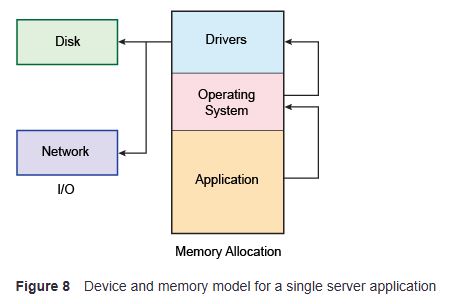 Disk
Drivers
Operating
System
Network
Application
I/O
Memory Allocation
Figure 8 Device and memory model for a single server application